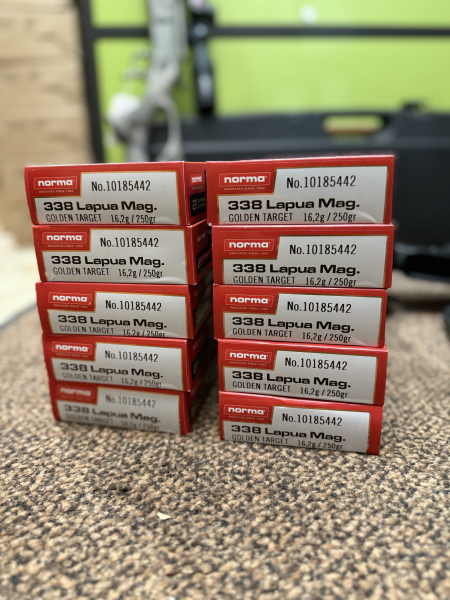 norma
No.10185442
338 Lapua Mag.
GOLDEN TARGET 16,2g / 250gr
norma
No.10185442
338 Lapua Mag.
GOLDEN TARGET 16,2g / 250gr
norma
No.10185442
338 Lapua Mag.
GOLDEN TARGET 16,2g / 250gr
norma
No.10185442
338 Lapua Mag.
GOLDEN TARGET 16,2g / 250gr
norma
No.10185442
338 Lapua Mag.
GOLDEN TARGET 16,2g / 250gr
norma
No.10185442
338 Lapua Mag.
GOLDEN TARGET 16,2g / 250gr
norma
No.10185442
338 Lapua Mag.
GOLDEN TARGET 16,2g / 250gr
norma
No.10185442
338 Lapua Mag.
GOLDEN TARGET 16,2g / 250gr
norma
No.10185442
338 Lapua Mag.
GOLDEN TARGET 16,2g / 250gr
norma
No.10185442
338 Lapua Mag.
GOLDEN TARGET 16,2g / 250gr